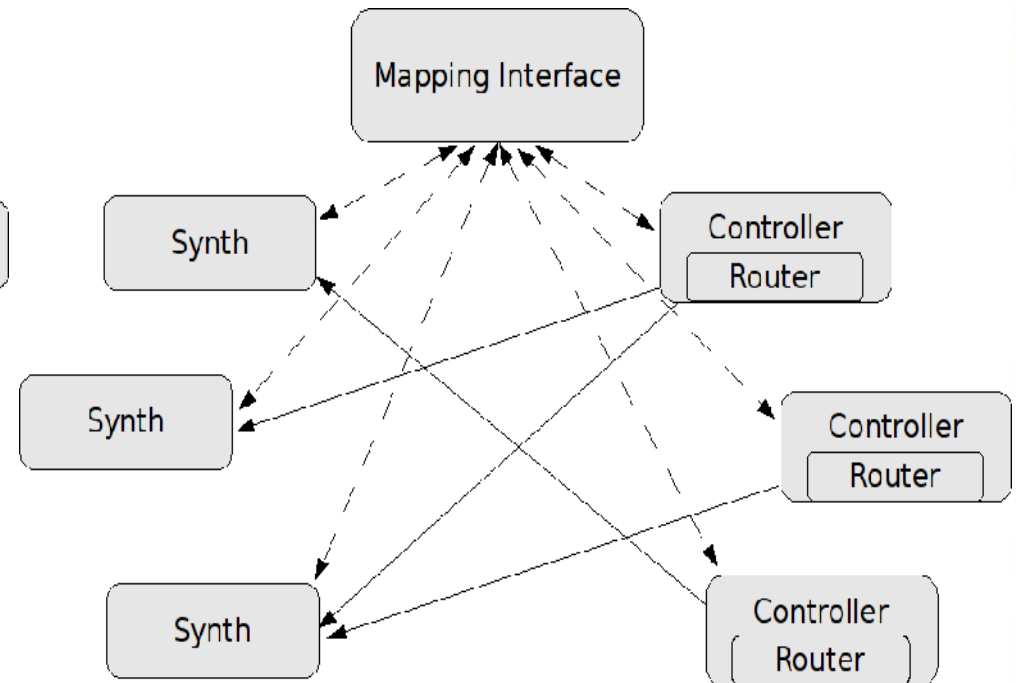 Mapping Interface
Synth
Controller
Router
Synth
Controller
Router
Synth
Controller
Router